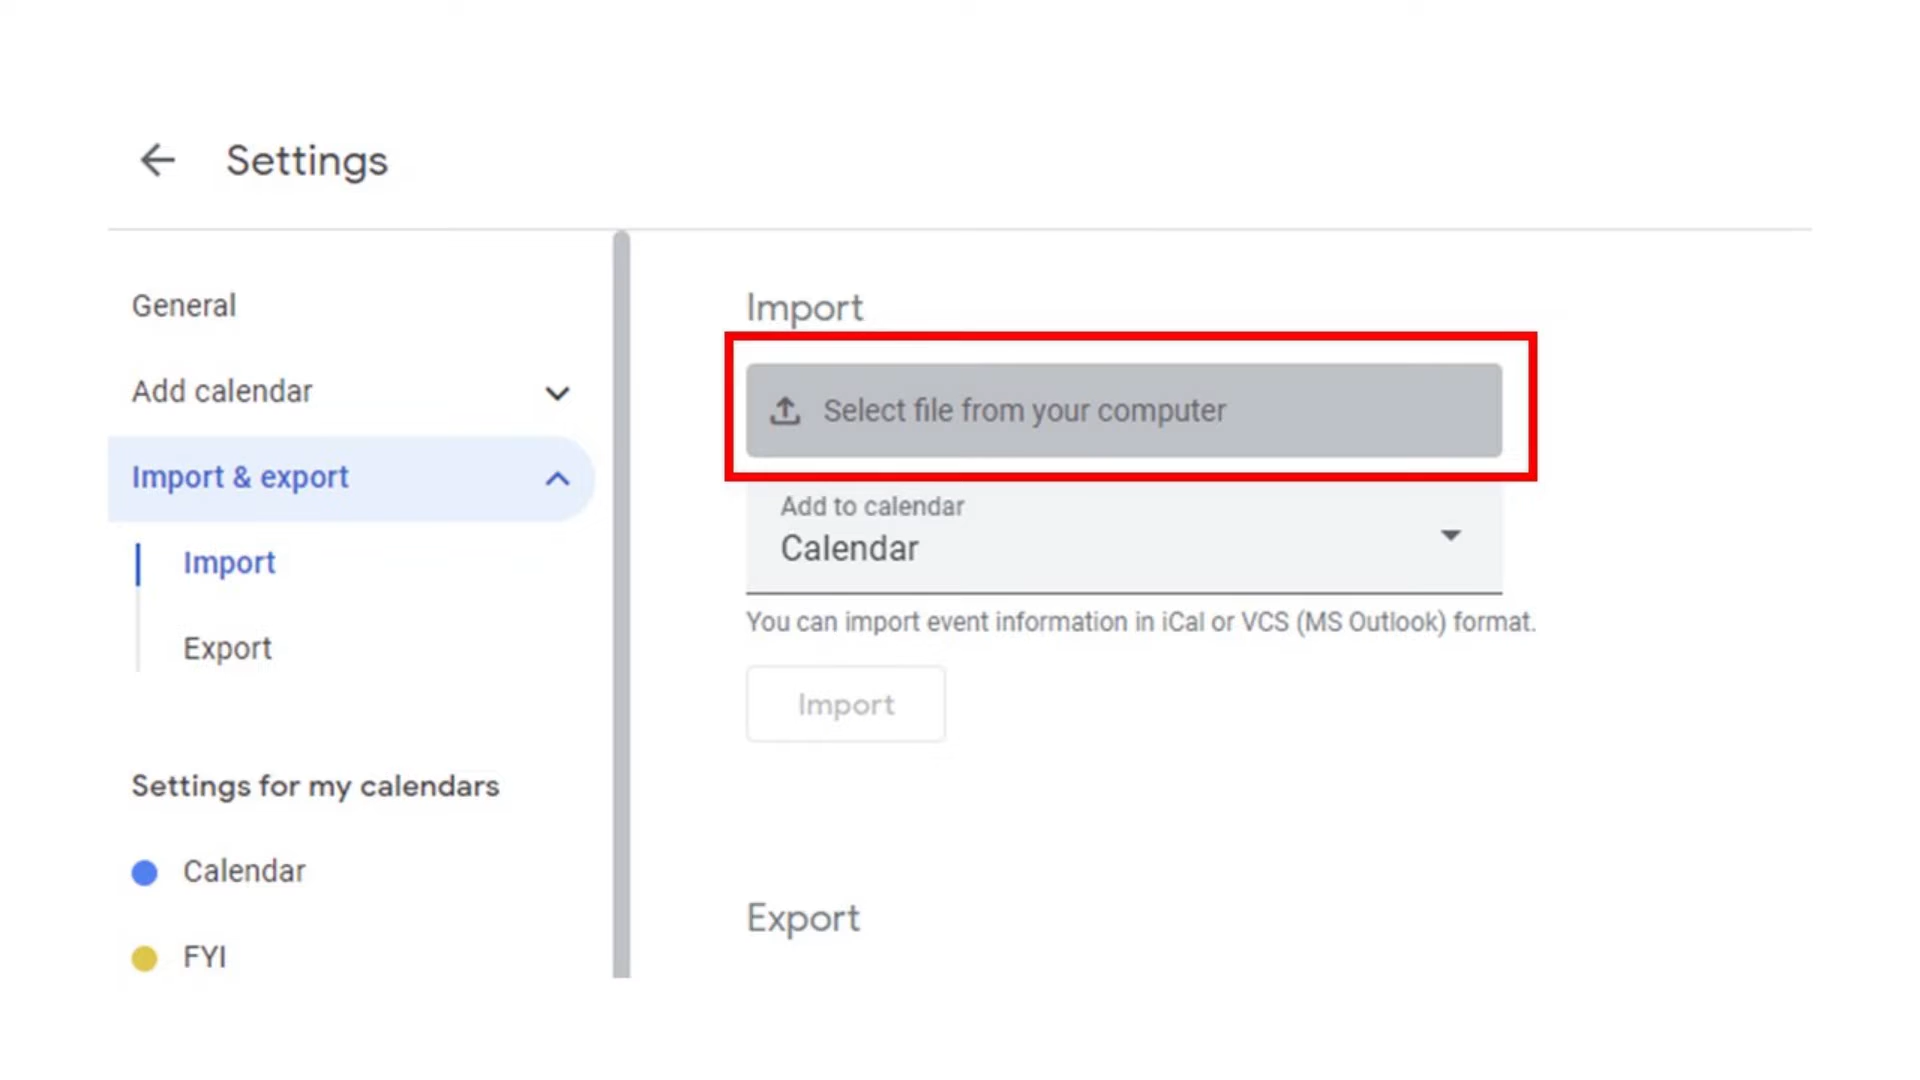 Settings
General
Add calendar
Import & export
Import
Export
Settings for my calendars
Calendar
FYI
Import
Select file from your computer
Add to calendar
Calendar
You can import event information in iCal or VCS (MS Outlook) format.
Import
Export